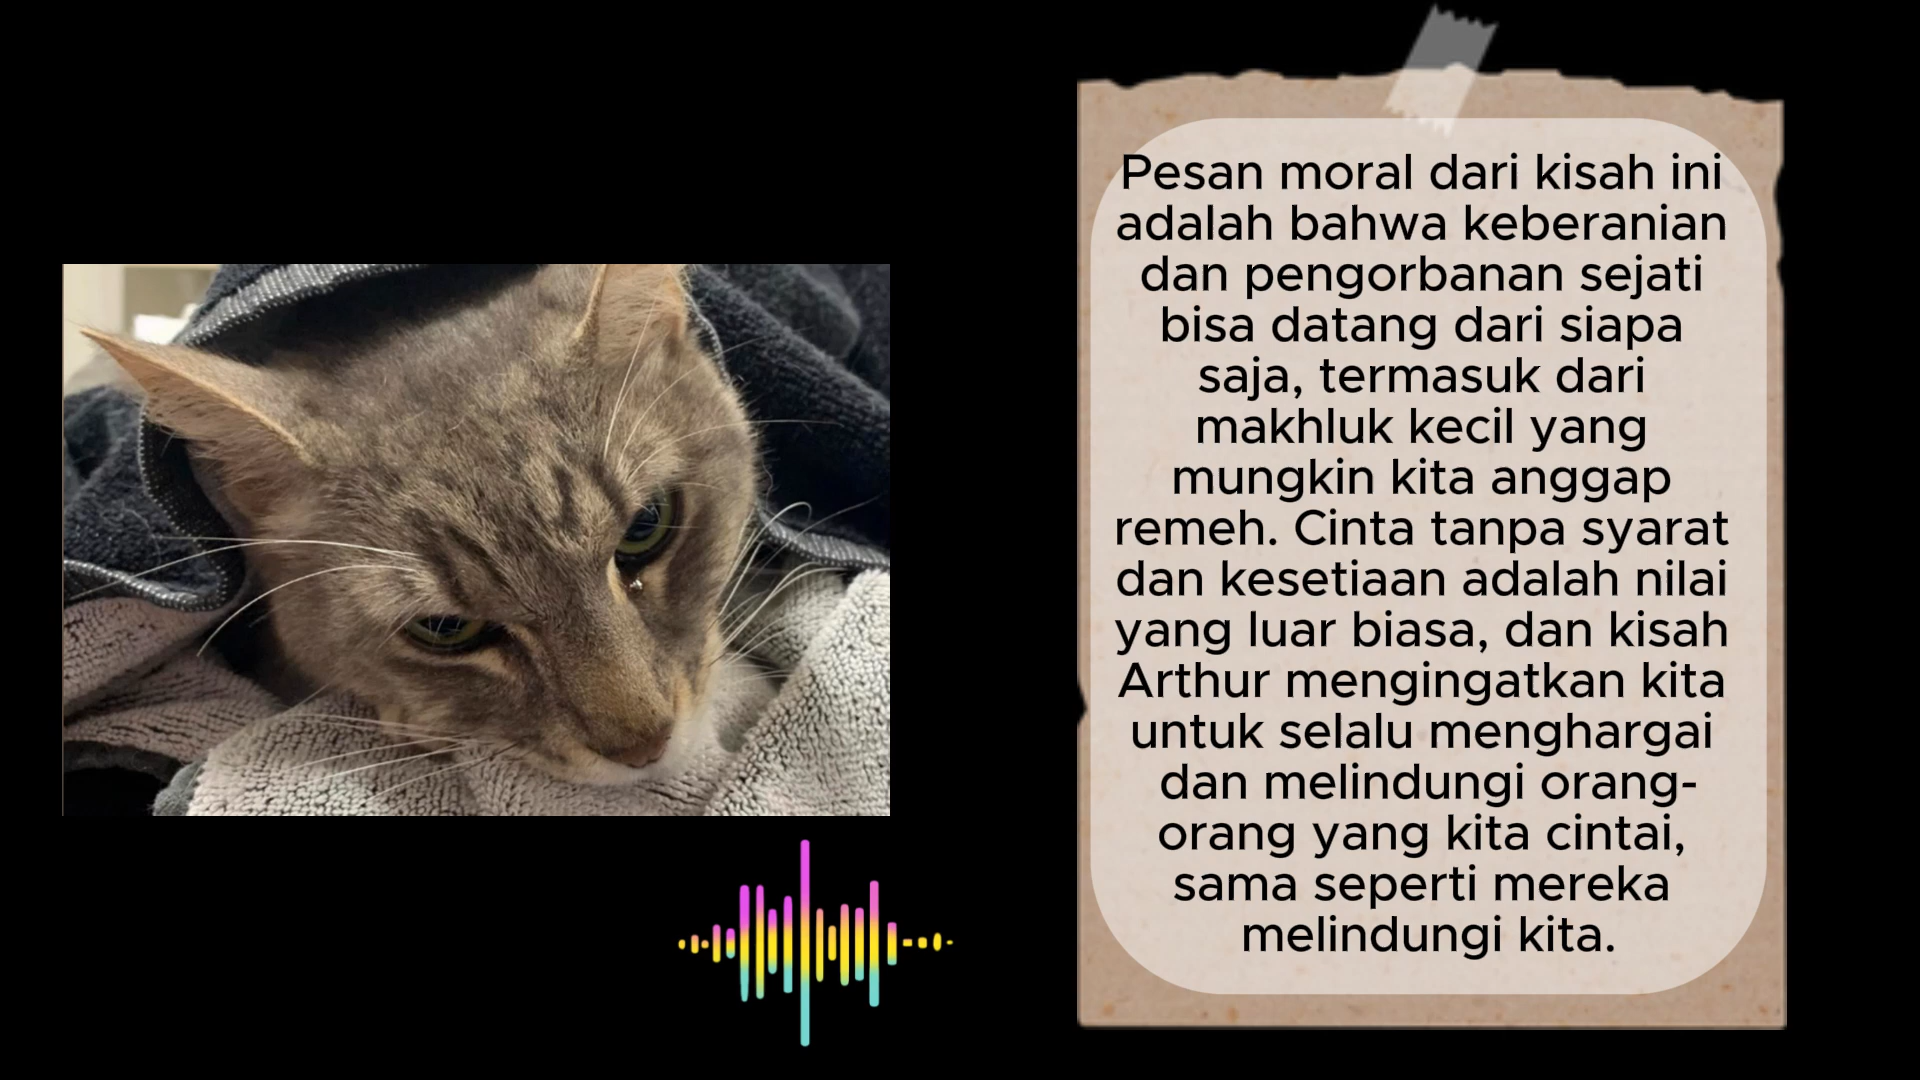 Pesan moral dari kisah ini
adalah bahwa keberanian
dan pengorbanan sejati
bisa datang dari siapa
saja, termasuk dari
makhluk kecil yang
mungkin kita anggap
remeh. Cinta tanpa syarat
dan kesetiaan adalah nilai
yang luar biasa, dan kisah
Arthur mengingatkan kita
untuk selalu menghargai
dan melindungi orang-
orang yang kita cintai,
sama seperti mereka
melindungi kita.